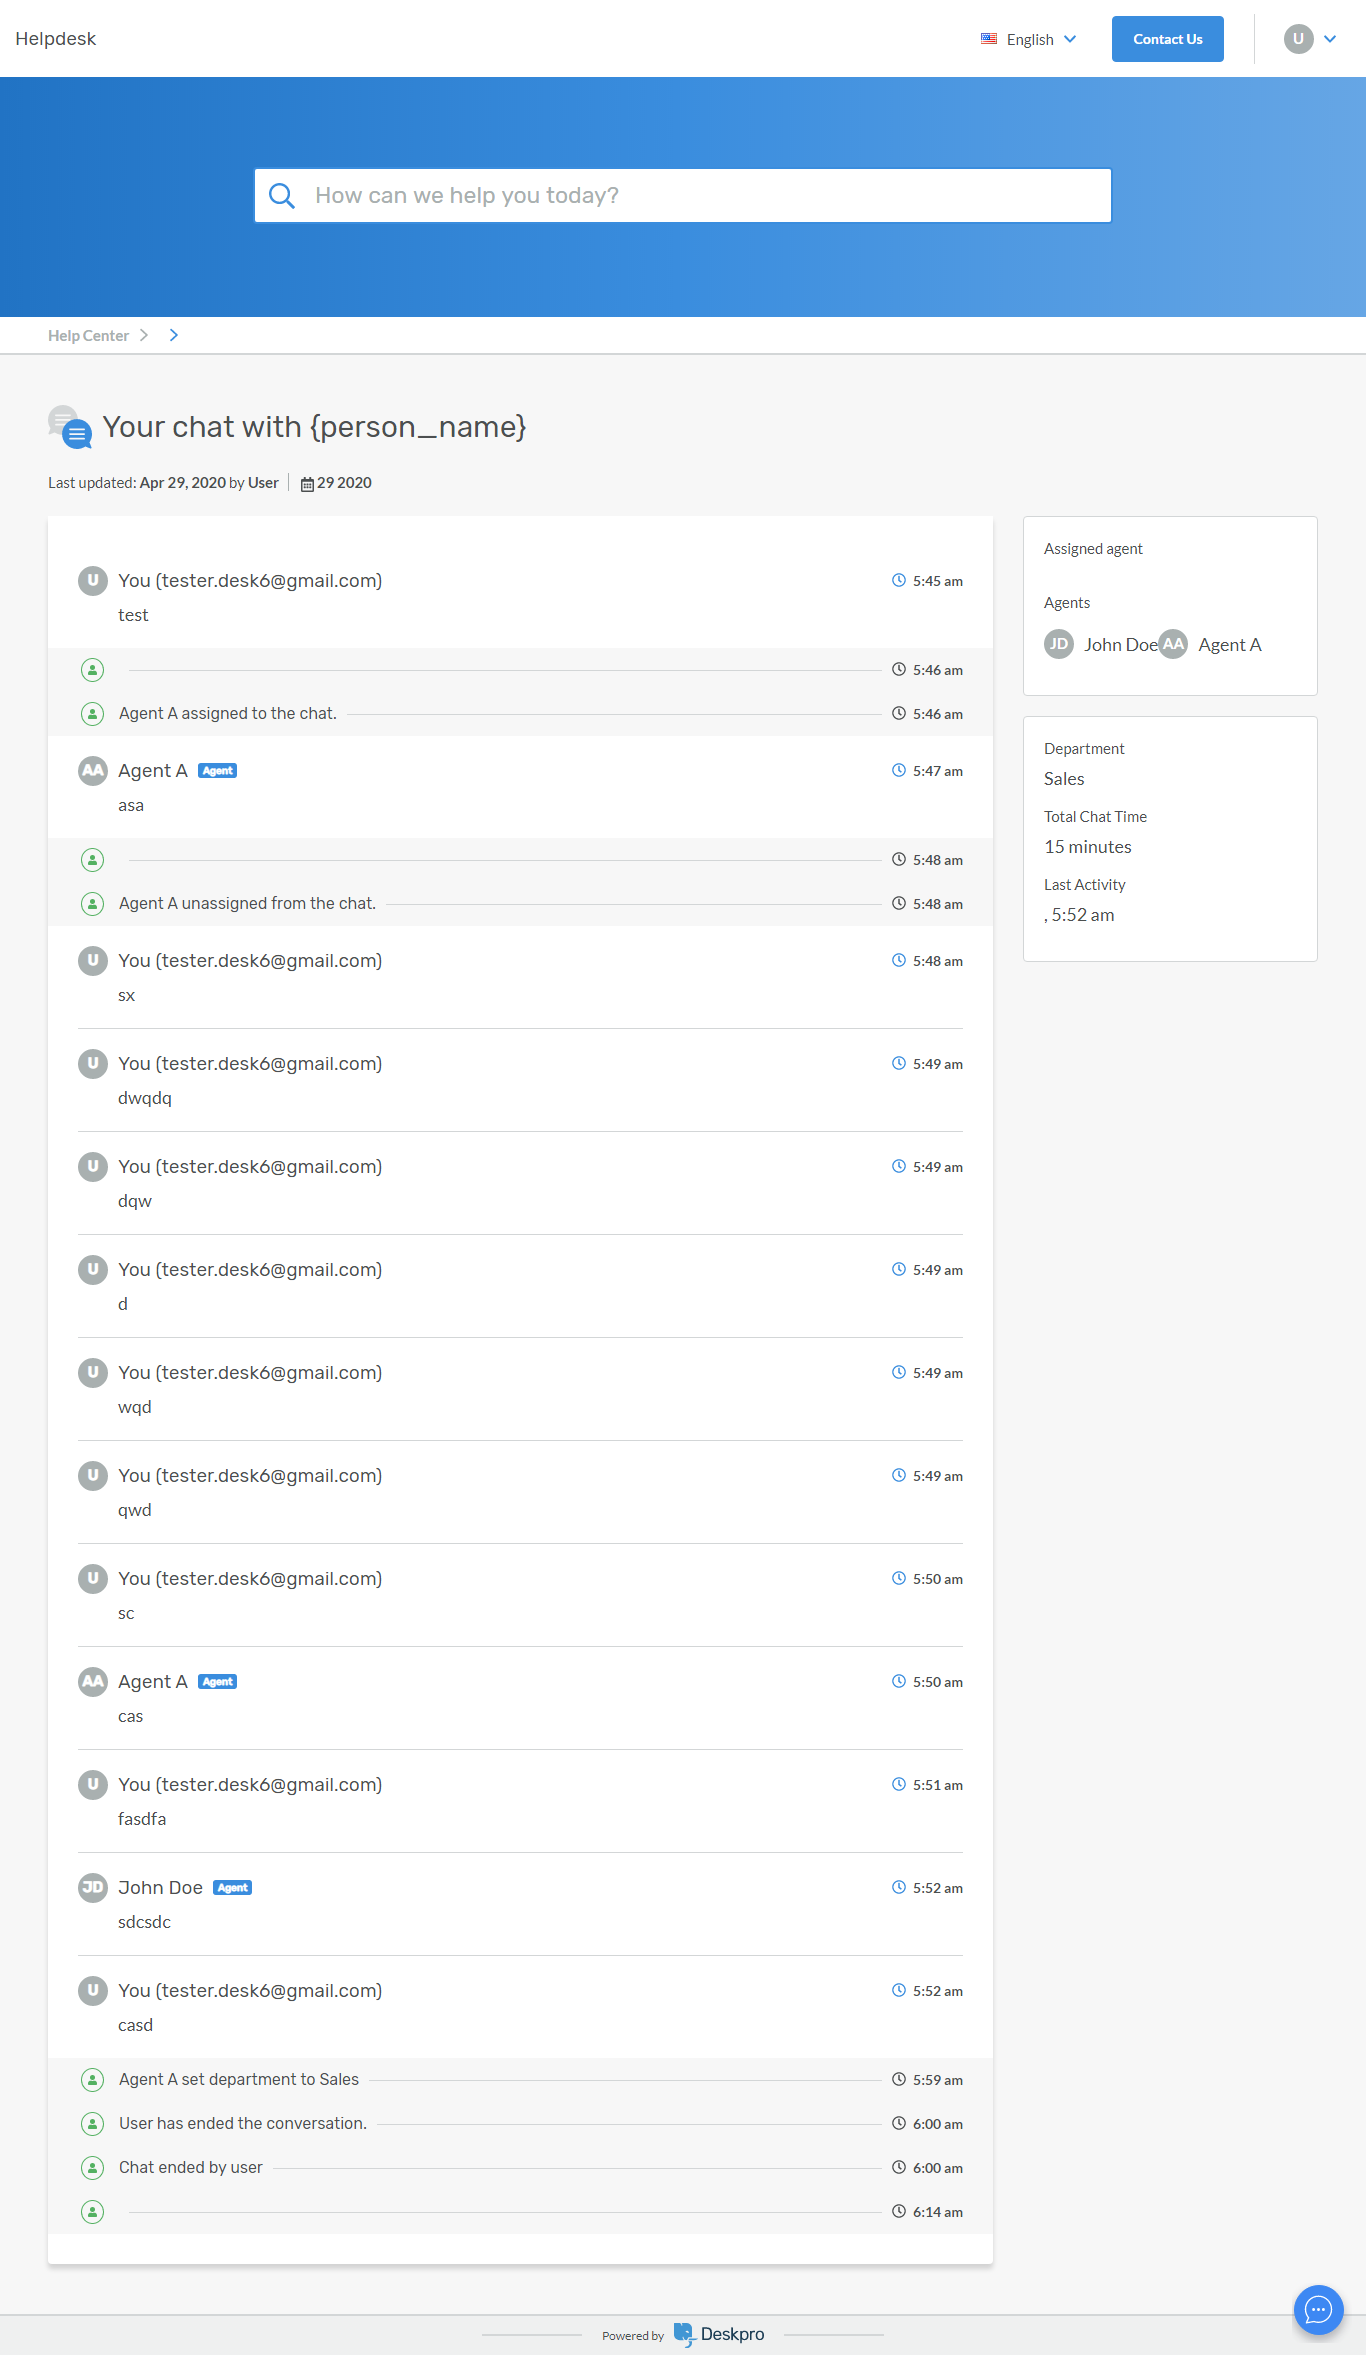 Helpdesk
English
Contact Us
U
How can we help you today?
Help Center
Your chat with {person_name}
Last updated: Apr 29, 2020 by User
29 2020
U You (tester.desk6@gmail.com) 5:45 am
test
5:46 am
Agent A assigned to the chat. 5:46 am
AA Agent A Agent 5:47 am
asa
5:48 am
Agent A unassigned from the chat. 5:48 am
U You (tester.desk6@gmail.com) 5:48 am
sx
U You (tester.desk6@gmail.com) 5:49 am
dwqdq
U You (tester.desk6@gmail.com) 5:49 am
dqw
U You (tester.desk6@gmail.com) 5:49 am
d
U You (tester.desk6@gmail.com) 5:49 am
wqd
U You (tester.desk6@gmail.com) 5:49 am
qwd
U You (tester.desk6@gmail.com) 5:50 am
sc
AA Agent A Agent 5:50 am
cas
U You (tester.desk6@gmail.com) 5:51 am
fasdfa
JD John Doe Agent 5:52 am
sdcsdc
U You (tester.desk6@gmail.com) 5:52 am
casd
Agent A set department to Sales 5:59 am
User has ended the conversation. 6:00 am
Chat ended by user 6:00 am
6:14 am
Assigned agent
Agents
JD John Doe AA Agent A
Department
Sales
Total Chat Time
15 minutes
Last Activity
, 5:52 am
Powered by Deskpro